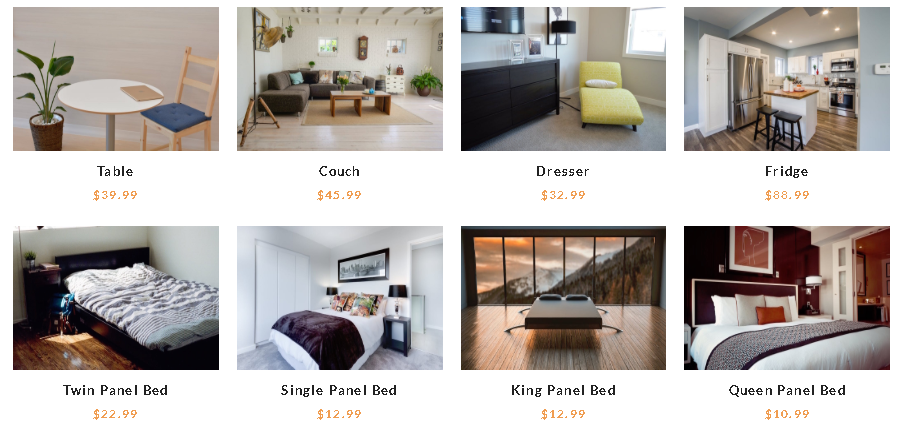 Table
$39.99
Couch
$45.99
Dresser
$32.99
Fridge
$88.99
Twin Panel Bed
$22.99
Single Panel Bed
$12.99
King Panel Bed
$12.99
Queen Panel Bed
$10.99